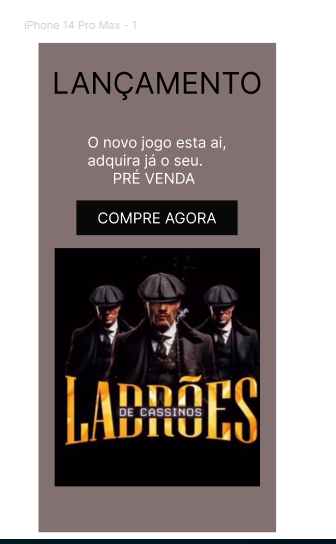 iPhone 14 Pro Max - 1
LANÇAMENTO
O novo jogo esta ai,
adquira já o seu.
PRÉ VENDA
COMPRE AGORA
LADRÕES
DE CASSINOS